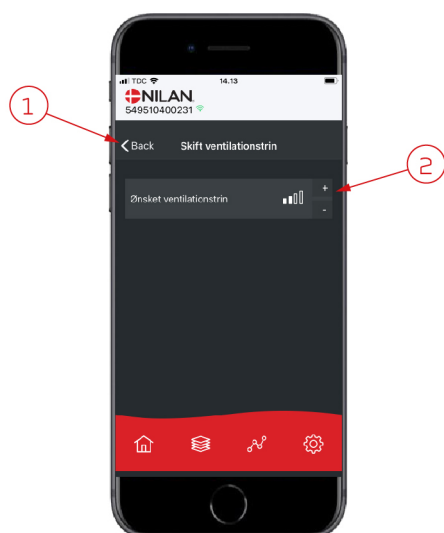 TDC 14.13
NILAN
549510400231
1
Back Skift ventilationstrin
Ønsket ventilationstrin +
2
-